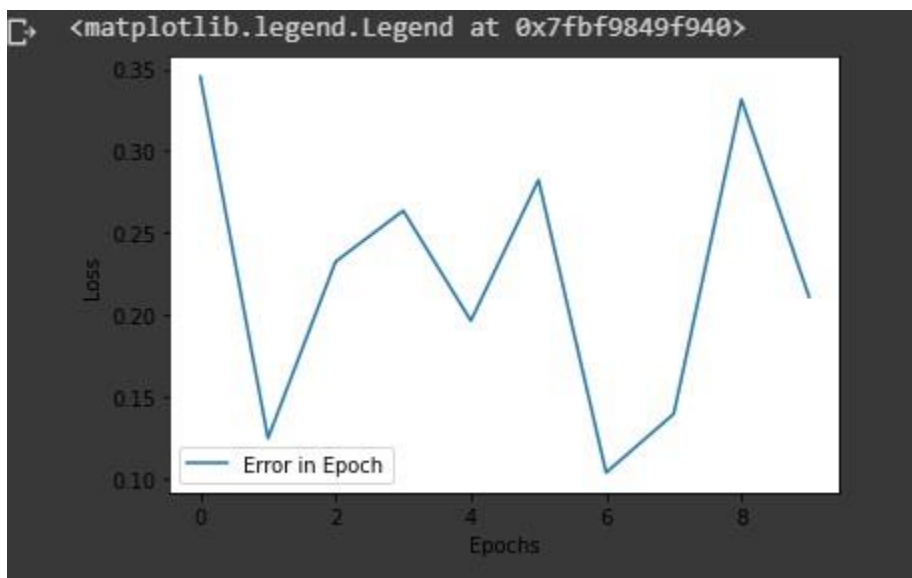 <matplotlib.legend.Legend at 0x7fbf9849f940>
0.35
0.30
0.25
0.20
0.15
0.10
Loss
Error in Epoch
0 2 4 6 8
Epochs